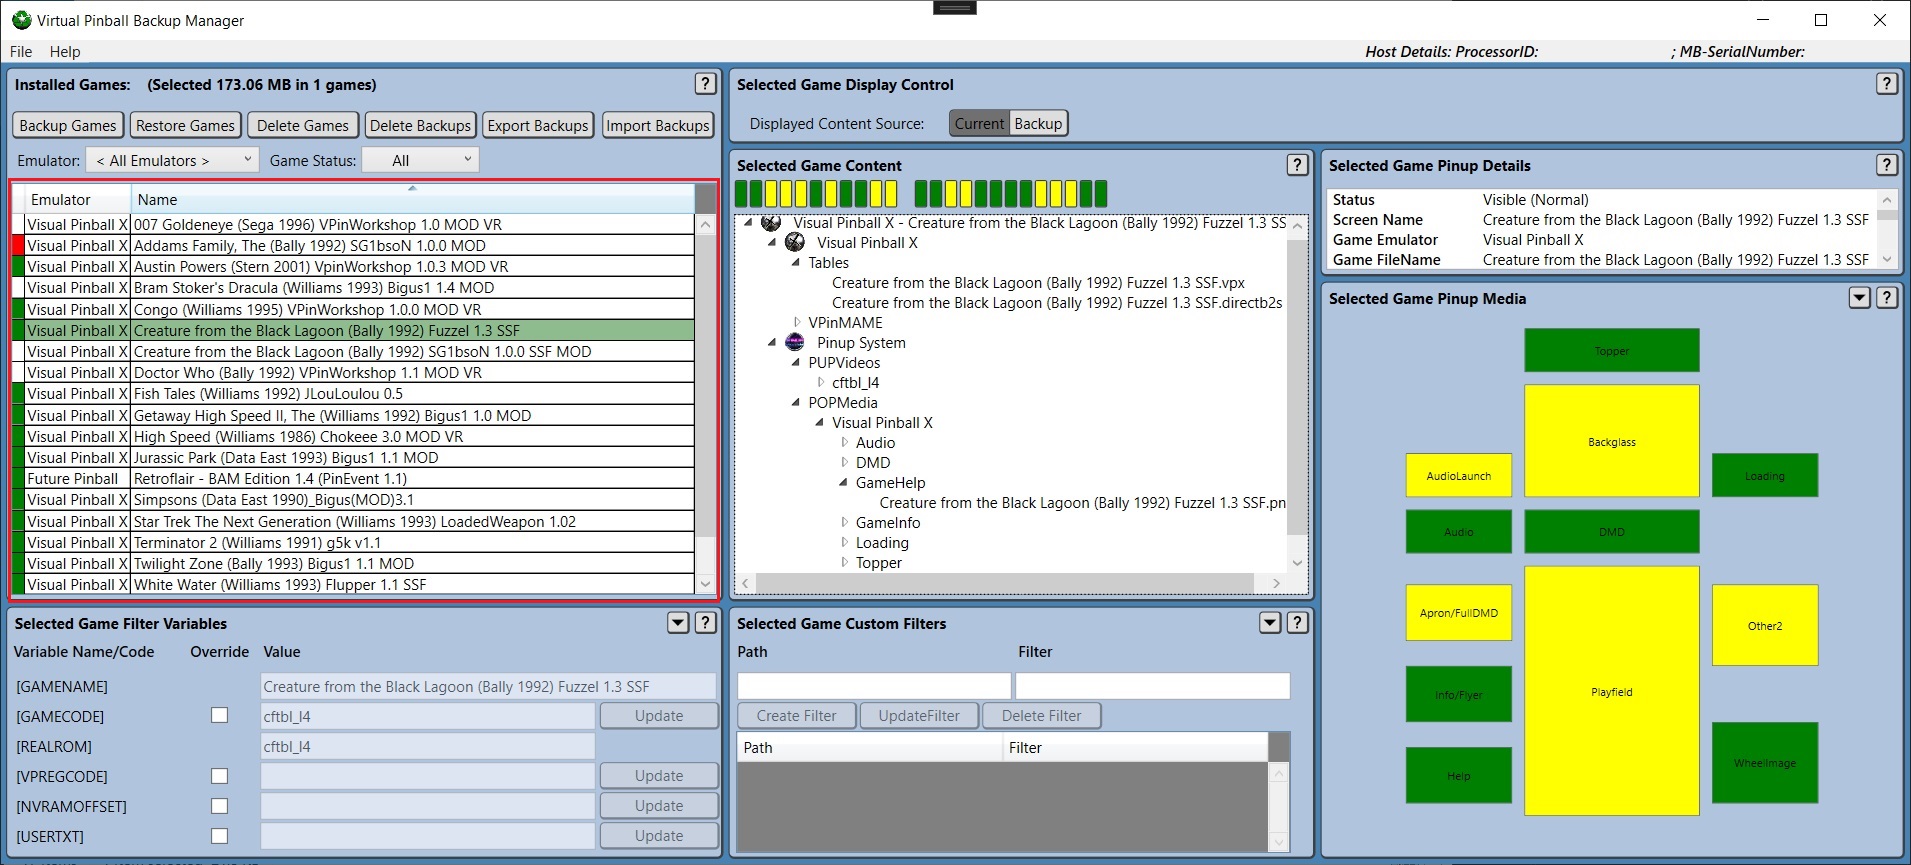 Virtual Pinball Backup Manager
File Help
Host Details: ProcessorID: ; MB-SerialNumber:
Installed Games: (Selected 173.06 MB in 1 games) ?
Backup Games Restore Games Delete Games Delete Backups Export Backups Import Backups
Emulator: < All Emulators > Game Status: All
Emulator Name
Visual Pinball X 007 Goldeneye (Sega 1996) VPinWorkshop 1.0 MOD VR
Visual Pinball X Addams Family, The (Bally 1992) SG1bsoN 1.0.0 MOD
Visual Pinball X Austin Powers (Stern 2001) VpinWorkshop 1.0.3 MOD VR
Visual Pinball X Bram Stoker's Dracula (Williams 1993) Bigus1 1.4 MOD
Visual Pinball X Congo (Williams 1995) VPinWorkshop 1.0.0 MOD VR
Visual Pinball X Creature from the Black Lagoon (Bally 1992) Fuzzel 1.3 SSF
Visual Pinball X Creature from the Black Lagoon (Bally 1992) SG1bsoN 1.0.0 SSF MOD
Visual Pinball X Doctor Who (Bally 1992) VPinWorkshop 1.1 MOD VR
Visual Pinball X Fish Tales (Williams 1992) JLouLoulou 0.5
Visual Pinball X Getaway High Speed II, The (Williams 1992) Bigus1 1.0 MOD
Visual Pinball X High Speed (Williams 1986) Chokeee 3.0 MOD VR
Visual Pinball X Jurassic Park (Data East 1993) Bigus1 1.1 MOD
Future Pinball Retroflair - BAM Edition 1.4 (PinEvent 1.1)
Visual Pinball X Simpsons (Data East 1990)_Bigus(MOD)3.1
Visual Pinball X Star Trek The Next Generation (Williams 1993) LoadedWeapon 1.02
Visual Pinball X Terminator 2 (Williams 1991) g5k v1.1
Visual Pinball X Twilight Zone (Bally 1993) Bigus1 1.1 MOD
Visual Pinball X White Water (Williams 1993) Flupper 1.1 SSF
Selected Game Filter Variables ?
Variable Name/Code Override Value
[GAMENAME] Creature from the Black Lagoon (Bally 1992) Fuzzel 1.3 SSF
[GAMECODE] cftbl_l4 Update
[REALROM] cftbl_l4
[VPREGCODE] Update
[NVRAMOFFSET] Update
[USERTXT] Update
Selected Game Display Control ?
Displayed Content Source: Current Backup
Selected Game Content ?
Visual Pinball X - Creature from the Black Lagoon (Bally 1992) Fuzzel 1.3 SS
Visual Pinball X
Tables
Creature from the Black Lagoon (Bally 1992) Fuzzel 1.3 SSF.vpx
Creature from the Black Lagoon (Bally 1992) Fuzzel 1.3 SSF.directb2s
VPinMAME
Pinup System
PUPVideos
cftbl_l4
POPMedia
Visual Pinball X
Audio
DMD
GameHelp
Creature from the Black Lagoon (Bally 1992) Fuzzel 1.3 SSF.pn
GameInfo
Loading
Topper
Selected Game Custom Filters ?
Path Filter
Create Filter UpdateFilter Delete Filter
Path Filter
Selected Game Pinup Details ?
Status Visible (Normal)
Screen Name Creature from the Black Lagoon (Bally 1992) Fuzzel 1.3 SSF
Game Emulator Visual Pinball X
Game FileName Creature from the Black Lagoon (Bally 1992) Fuzzel 1.3 SSF
Selected Game Pinup Media ?
Topper
Backglass
AudioLaunch
Loading
Audio
DMD
Apron/FullDMD
Other2
Playfield
Info/Flyer
WheelImage
Help